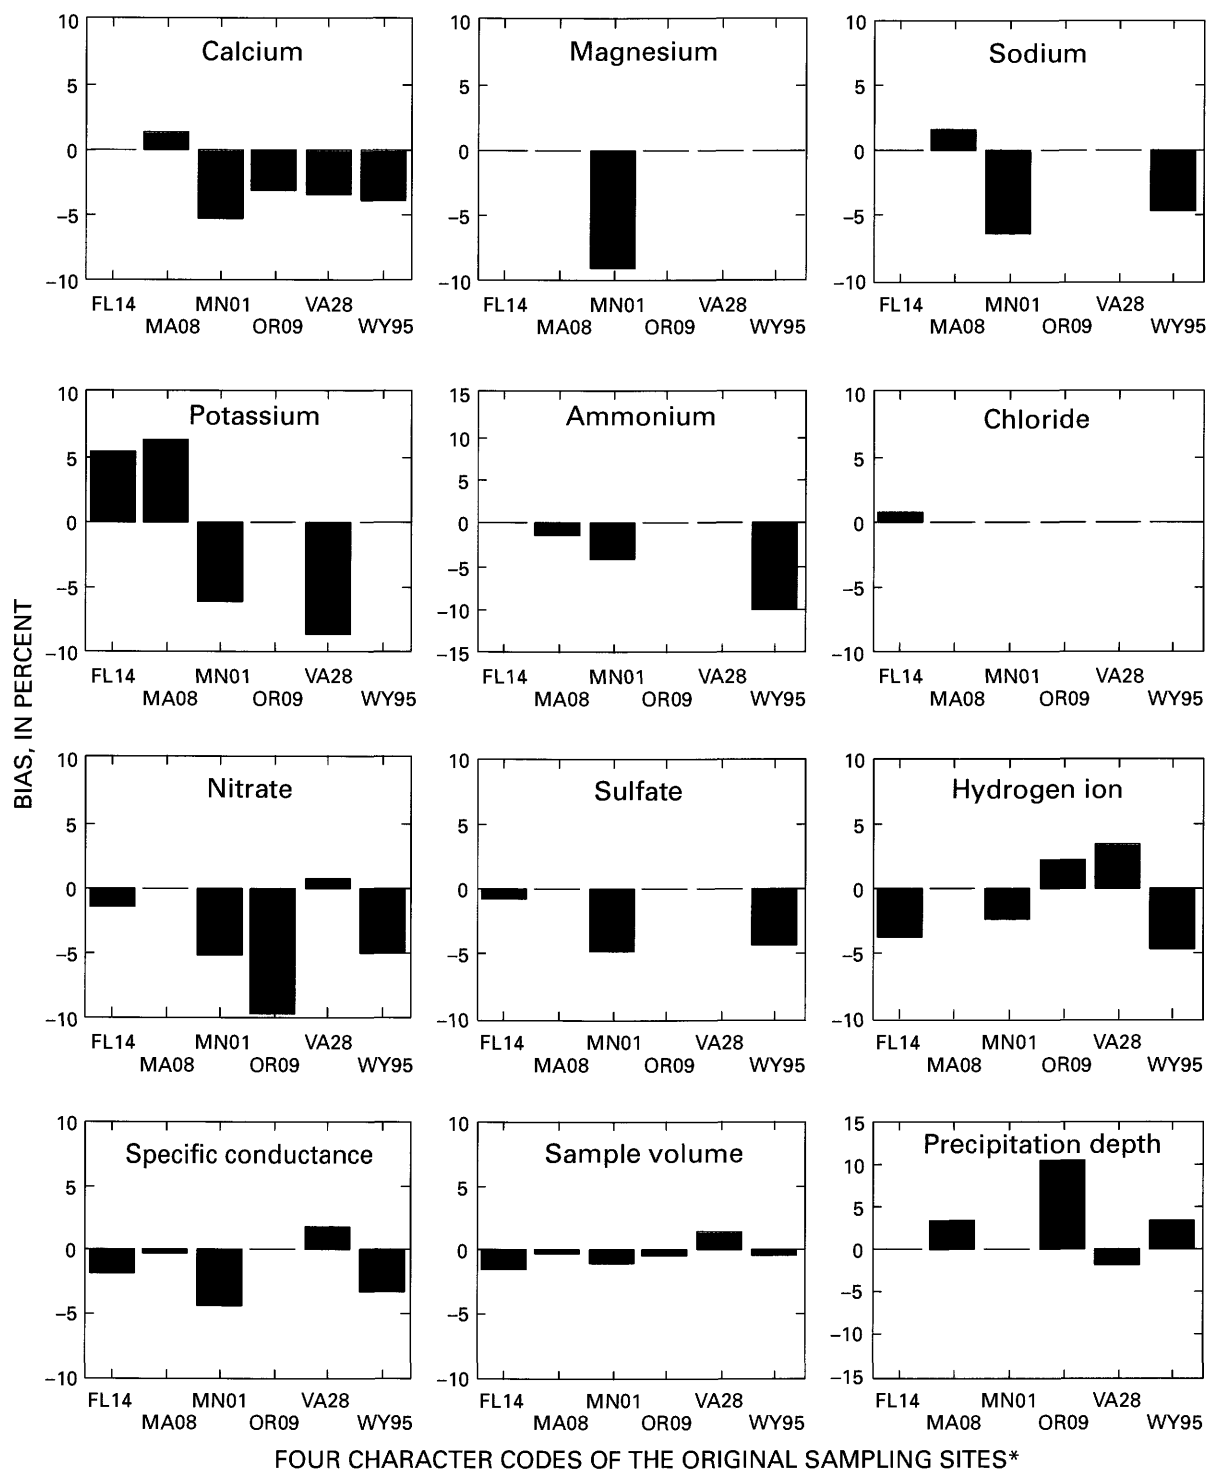 Calcium
10
5
0
−5
−10
FL14 MN01 VA28
MA08 OR09 WY95
Magnesium
10
5
0
−5
−10
FL14 MN01 VA28
MA08 OR09 WY95
Sodium
10
5
0
−5
−10
FL14 MN01 VA28
MA08 OR09 WY95
BIAS, IN PERCENT
Potassium
10
5
0
−5
−10
FL14 MN01 VA28
MA08 OR09 WY95
Ammonium
15
10
5
0
−5
−10
−15
FL14 MN01 VA28
MA08 OR09 WY95
Chloride
10
5
0
−5
−10
FL14 MN01 VA28
MA08 OR09 WY95
Nitrate
10
5
0
−5
−10
FL14 MN01 VA28
MA08 OR09 WY95
Sulfate
10
5
0
−5
−10
FL14 MN01 VA28
MA08 OR09 WY95
Hydrogen ion
10
5
0
−5
−10
FL14 MN01 VA28
MA08 OR09 WY95
Specific conductance
10
5
0
−5
−10
FL14 MN01 VA28
MA08 OR09 WY95
Sample volume
10
5
0
−5
−10
FL14 MN01 VA28
MA08 OR09 WY95
Precipitation depth
15
10
5
0
−5
−10
−15
FL14 MN01 VA28
MA08 OR09 WY95
FOUR CHARACTER CODES OF THE ORIGINAL SAMPLING SITES*